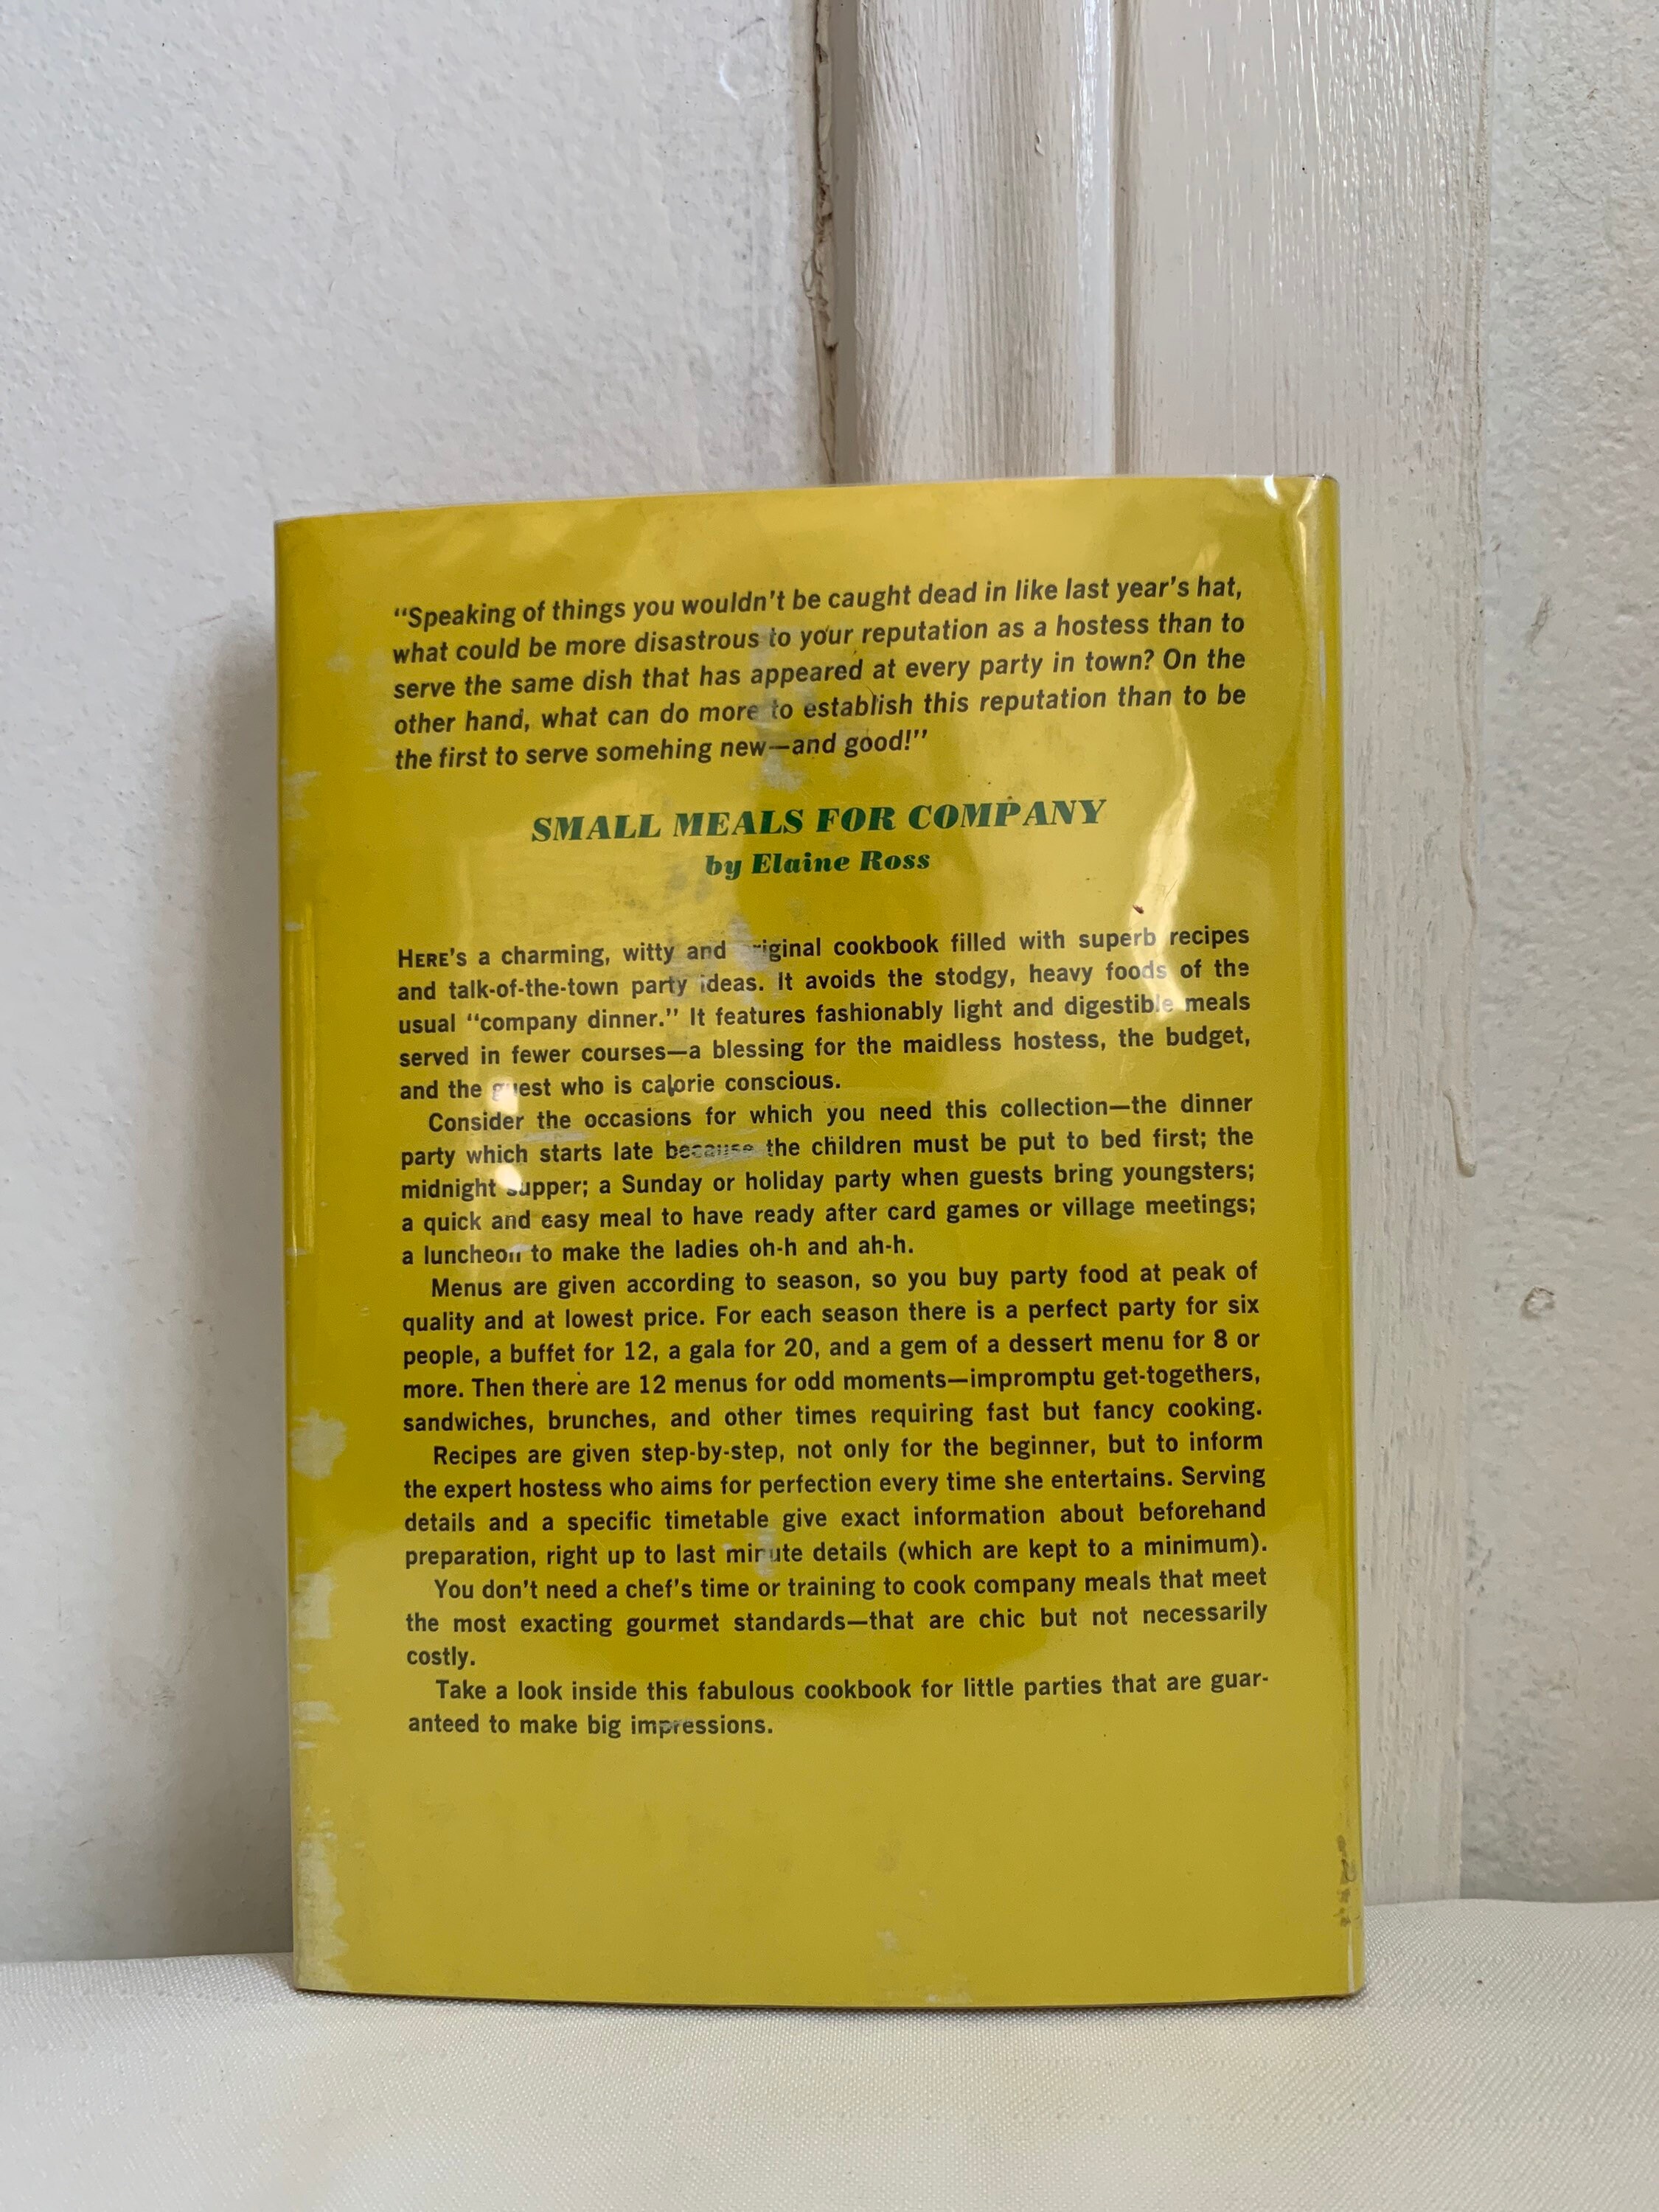 "Speaking of things you wouldn't be caught dead in like last year's hat,
what could be more disastrous to your reputation as a hostess than to
serve the same dish that has appeared at every party in town? On the
other hand, what can do more to establish this reputation than to be
the first to serve somehing new—and good!"
SMALL MEALS FOR COMPANY
by Elaine Ross
HERE'S a charming, witty and original cookbook filled with superb recipes
and talk-of-the-town party ideas. It avoids the stodgy, heavy foods of the
usual "company dinner." It features fashionably light and digestible meals
served in fewer courses—a blessing for the maidless hostess, the budget,
and the guest who is calorie conscious.
Consider the occasions for which you need this collection—the dinner
party which starts late because the children must be put to bed first; the
midnight supper; a Sunday or holiday party when guests bring youngsters;
a quick and easy meal to have ready after card games or village meetings;
a luncheon to make the ladies oh-h and ah-h.
Menus are given according to season, so you buy party food at peak of
quality and at lowest price. For each season there is a perfect party for six
people, a buffet for 12, a gala for 20, and a gem of a dessert menu for 8 or
more. Then there are 12 menus for odd moments—impromptu get-togethers,
sandwiches, brunches, and other times requiring fast but fancy cooking.
Recipes are given step-by-step, not only for the beginner, but to inform
the expert hostess who aims for perfection every time she entertains. Serving
details and a specific timetable give exact information about beforehand
preparation, right up to last minute details (which are kept to a minimum).
You don't need a chef's time or training to cook company meals that meet
the most exacting gourmet standards—that are chic but not necessarily
costly.
Take a look inside this fabulous cookbook for little parties that are guar-
anteed to make big impressions.